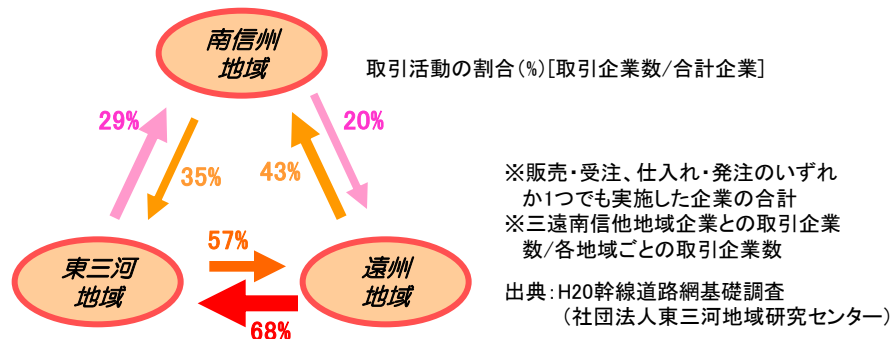 南信州
地域
取引活動の割合(%)[取引企業数/合計企業]
29%
20%
35%
43%
※販売・受注、仕入れ・発注のいずれ
か1つでも実施した企業の合計
※三遠南信他地域企業との取引企業
数/各地域ごとの取引企業数
57%
東三河
地域
遠州
地域
68%
出典:H20幹線道路網基礎調査
(社団法人東三河地域研究センター)